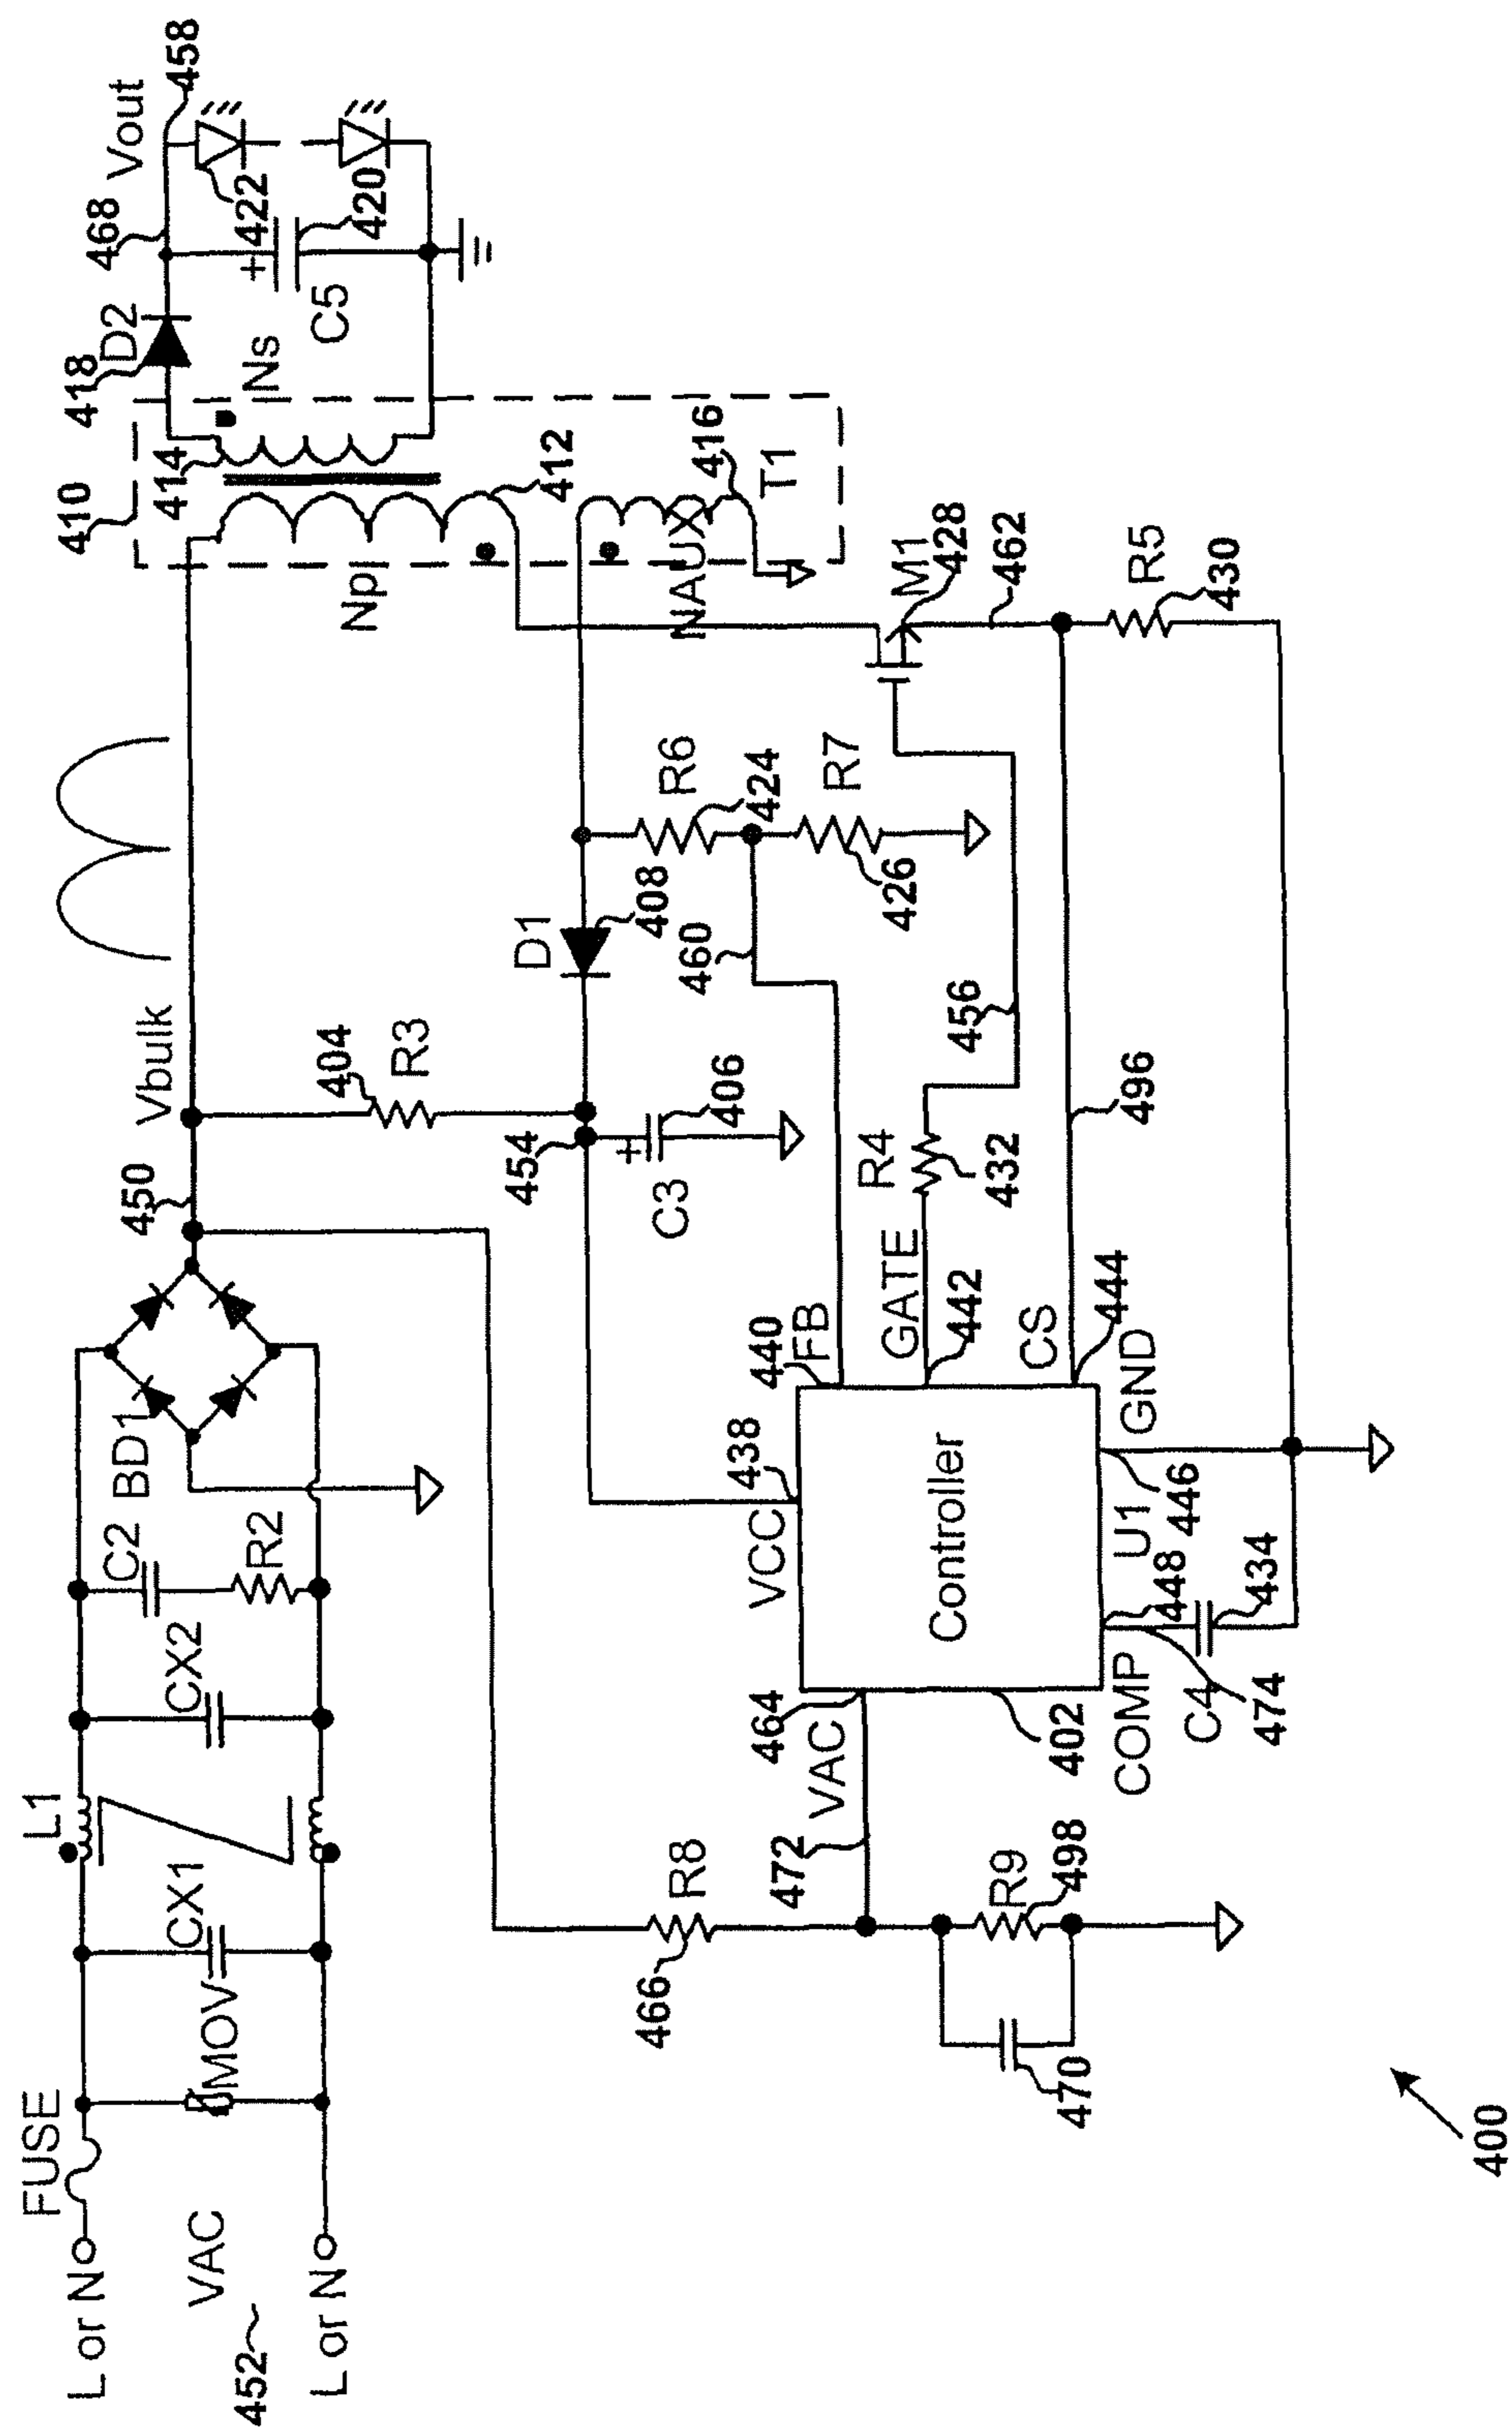 L or N
FUSE
MOV
CX1
L1
CX2
C2
R2
BD1
450
Vbulk
VAC
452
L or N
404
R3
454
C3
406
D1
408
R6
424
R7
426
460
410
414
Np
412
NAUX
416
T1
418
D2
Ns
468
Vout
458
422
420
+
C5
+
M1
428
462
R5
430
456
R4
432
496
GATE
442
440
FB
CS
444
GND
446
438
VCC
Controller
U1
448
434
C4
474
COMP
402
464
VAC
472
R8
466
R9
498
470
400